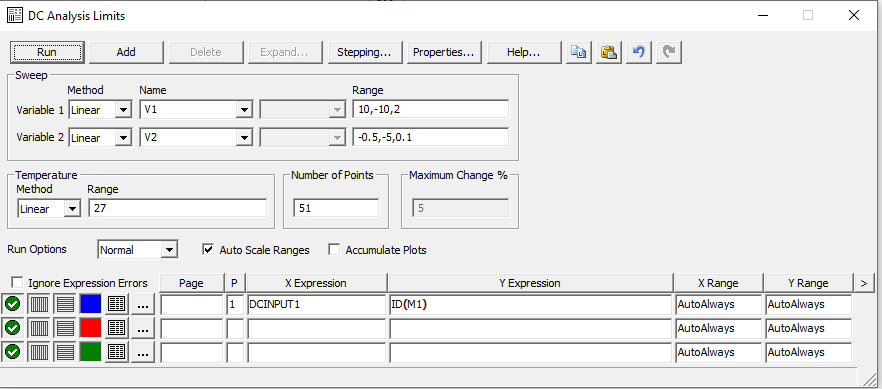 DC Analysis Limits
Run Add Delete Expand... Stepping... Properties... Help...
Sweep
Method Name Range
Variable 1 Linear V1 10,-10,2
Variable 2 Linear V2 -0.5,-5,0.1
Temperature Number of Points Maximum Change %
Method Range
Linear 27 51 5
Run Options Normal Auto Scale Ranges Accumulate Plots
Ignore Expression Errors Page P X Expression Y Expression X Range Y Range >
... 1 DCINPUT1 ID(M1) AutoAlways AutoAlways
... AutoAlways AutoAlways
... AutoAlways AutoAlways